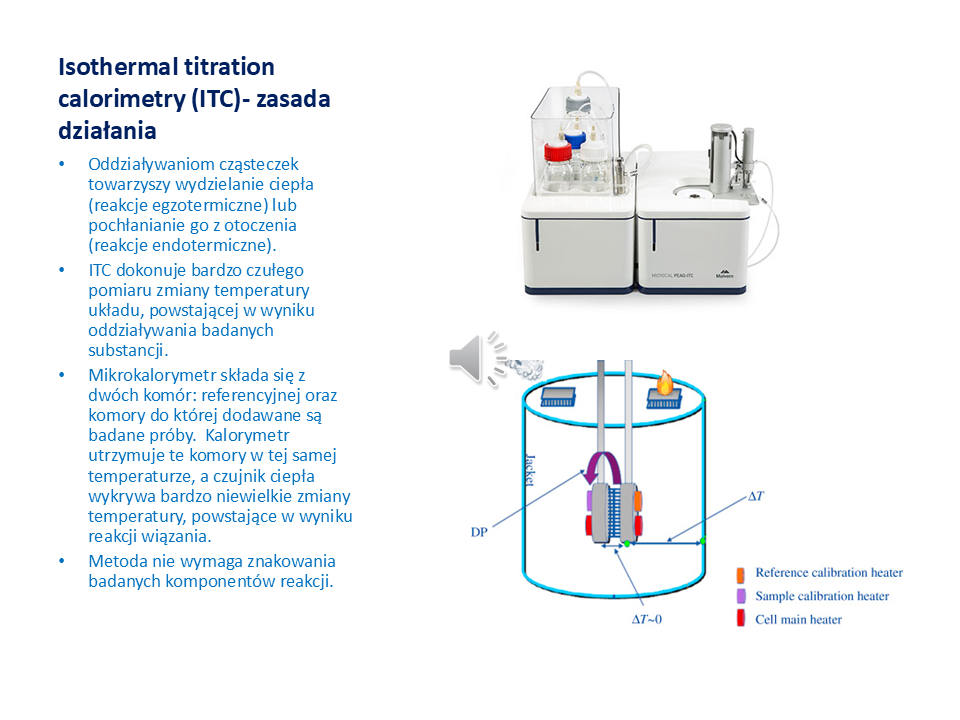 Isothermal titration
calorimetry (ITC)- zasada
działania
• Oddziaływaniom cząsteczek
towarzyszy wydzielanie ciepła
(reakcje egzotermiczne) lub
pochłanianie go z otoczenia
(reakcje endotermiczne).
• ITC dokonuje bardzo czułego
pomiaru zmiany temperatury
układu, powstającej w wyniku
oddziaływania badanych
substancji.
• Mikrokalorymetr składa się z
dwóch komór: referencyjnej oraz
komory do której dodawane są
badane próby. Kalorymetr
utrzymuje te komory w tej samej
temperaturze, a czujnik ciepła
wykrywa bardzo niewielkie zmiany
temperatury, powstające w wyniku
reakcji wiązania.
• Metoda nie wymaga znakowania
badanych komponentów reakcji.
MICROCAL PEAQ-ITC
Malvern
Jacket
ΔT
DP
ΔT~0
Reference calibration heater
Sample calibration heater
Cell main heater